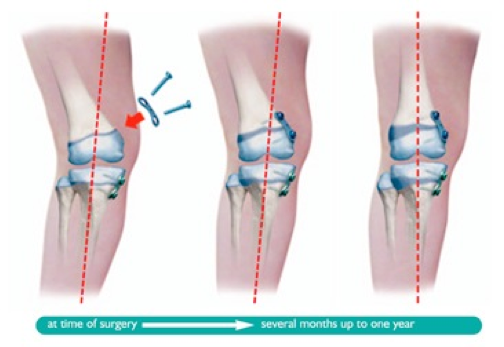 at time of surgery
several months up to one year